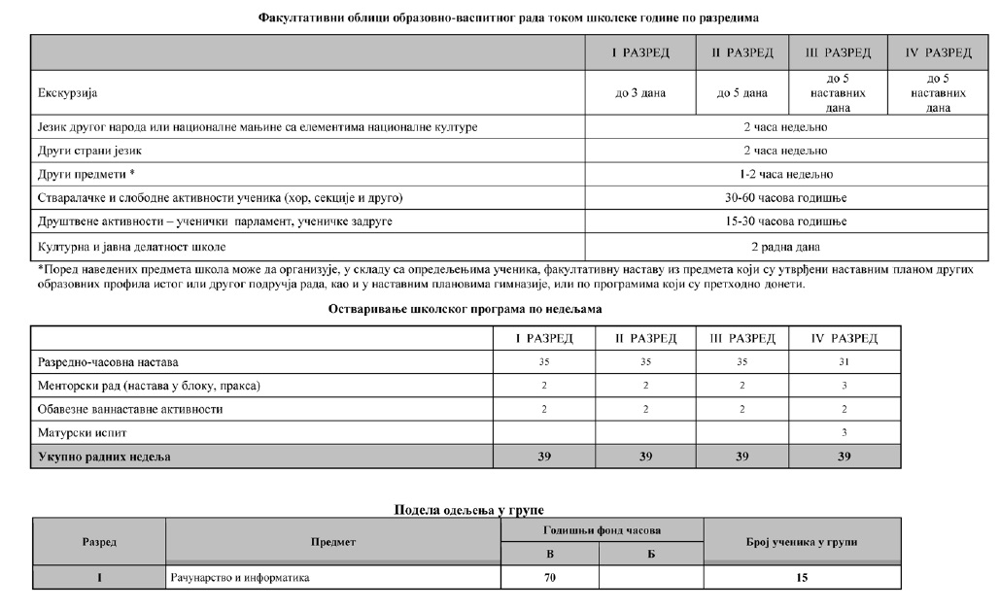 Факултативни облици образовно-васпитног рада током школске године по разредима
I РАЗРЕД II РАЗРЕД III РАЗРЕД IV РАЗРЕД
Екскурзија до 3 дана до 5 дана до 5 наставних дана до 5 наставних дана
Језик другог народа или националне мањине са елементима националне културе 2 часа недељно
Други страни језик 2 часа недељно
Други предмети * 1-2 часа недељно
Стваралачке и слободне активности ученика (хор, секције и друго) 30-60 часова годишње
Друштвене активности – ученички парламент, ученичке задруге 15-30 часова годишње
Културна и јавна делатност школе 2 радна дана
*Поред наведених предмета школа може да организује, у складу са опредељењима ученика, факултативну наставу из предмета који су утврђени наставним планом других
образовних профила истог или другог подручја рада, као и у наставним плановима гимназије, или по програмима који су претходно донети.
Остваривање школског програма по недељама
I РАЗРЕД II РАЗРЕД III РАЗРЕД IV РАЗРЕД
Разредно-часовна настава 35 35 35 31
Менторски рад (настава у блоку, пракса) 2 2 2 3
Обавезне ваннаставне активности 2 2 2 2
Матурски испит 3
Укупно радних недеља 39 39 39 39
Подела одељења у групе
Разред Предмет Годишњи фонд часова Број ученика у групи
В Б
I Рачунарство и информатика 70 15